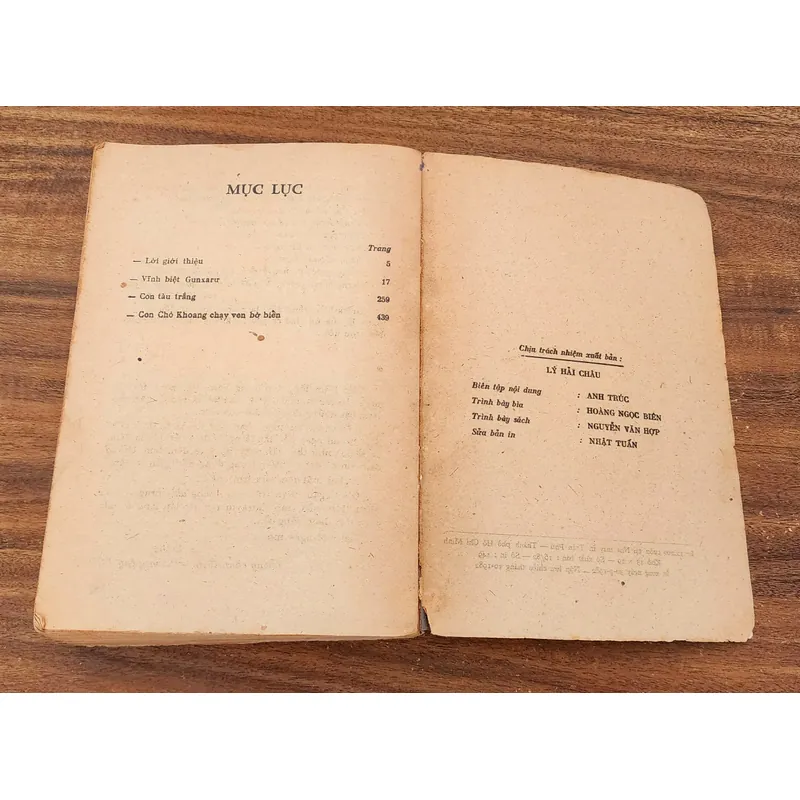 MỤC LỤC
Trang
— Lời giới thiệu 5
— Vĩnh biệt Gunxarư 17
— Con tàu trắng 259
— Con Chó Khoang chạy ven bờ biển 439
Chịu trách nhiệm xuất bản :
LÝ HẢI CHÂU
Biên tập nội dung : ANH TRÚC
Trình bày bìa : HOÀNG NGỌC BIÊN
Trình bày sách : NGUYỄN VĂN HỢP
Sửa bản in : NHẬT TUẤN